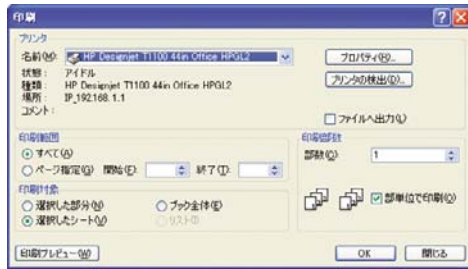 印刷
プリンタ
名前(M): HP Designjet T1100 44in Office HPGL2
プロパティ(R)...
状態: アイドル
種類: HP Designjet T1100 44in Office HPGL2
プリンタの検出(D)...
場所: IP_192.168.1.1
コメント:
ファイルへ出力(L)
印刷範囲
すべて(A)
ページ指定(G) 開始(F): 終了(T):
印刷部数
部数(C): 1
部単位で印刷(O)
印刷対象
選択した部分(N) ブック全体(E)
選択したシート(V) リスト(I)
印刷プレビュー(W)
OK 閉じる